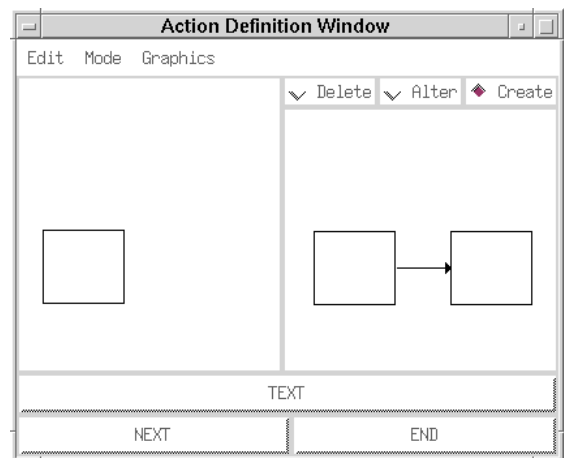 Action Definition Window
Edit Mode Graphics
Delete Alter Create
TEXT
NEXT END